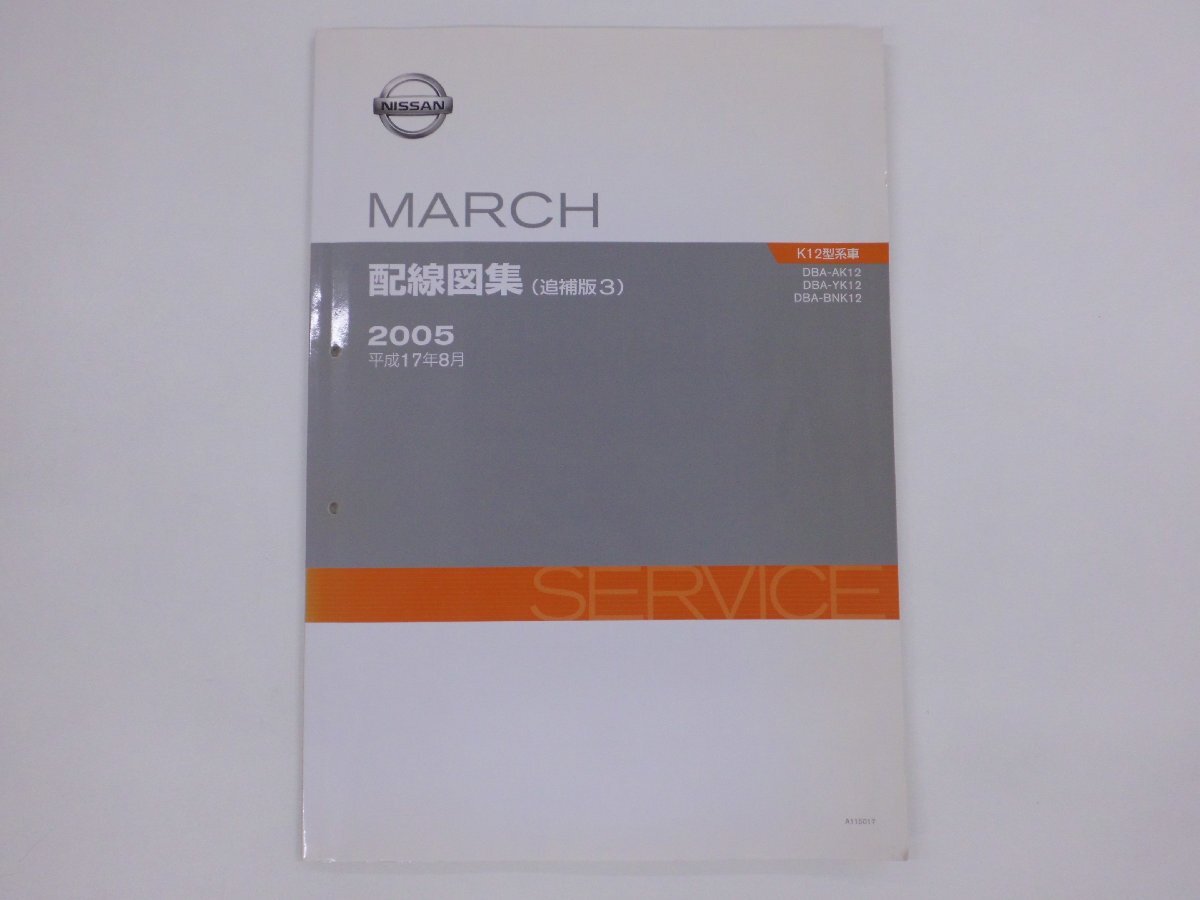 NISSAN
MARCH
K12型系車
DBA-AK12
DBA-YK12
DBA-BNK12
配線図集（追補版3）
2005
平成17年8月
SERVICE
A115017